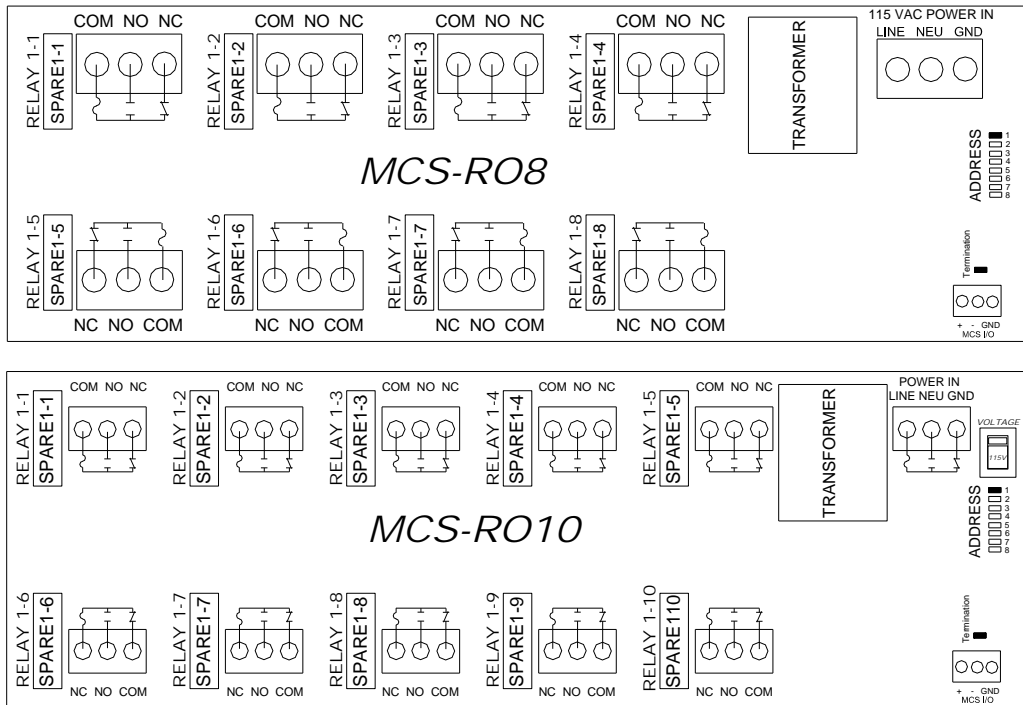 COM NO NC COM NO NC COM NO NC COM NO NC
115 VAC POWER IN
LINE NEU GND
RELAY 1-1
SPARE1-1
RELAY 1-2
SPARE1-2
RELAY 1-3
SPARE1-3
RELAY 1-4
SPARE1-4
TRANSFORMER
ADDRESS
1
2
3
4
5
6
7
8
MCS-RO8
RELAY 1-5
SPARE1-5
RELAY 1-6
SPARE1-6
RELAY 1-7
SPARE1-7
RELAY 1-8
SPARE1-8
Termination
NC NO COM NC NO COM NC NO COM NC NO COM
+ - GND
MCS I/O
COM NO NC COM NO NC COM NO NC COM NO NC COM NO NC
POWER IN
LINE NEU GND
RELAY 1-1
SPARE1-1
RELAY 1-2
SPARE1-2
RELAY 1-3
SPARE1-3
RELAY 1-4
SPARE1-4
RELAY 1-5
SPARE1-5
TRANSFORMER
VOLTAGE
115V
ADDRESS
1
2
3
4
5
6
7
8
MCS-RO10
RELAY 1-6
SPARE1-6
RELAY 1-7
SPARE1-7
RELAY 1-8
SPARE1-8
RELAY 1-9
SPARE1-9
RELAY 1-10
SPARE110
Termination
NC NO COM NC NO COM NC NO COM NC NO COM NC NO COM
+ - GND
MCS I/O